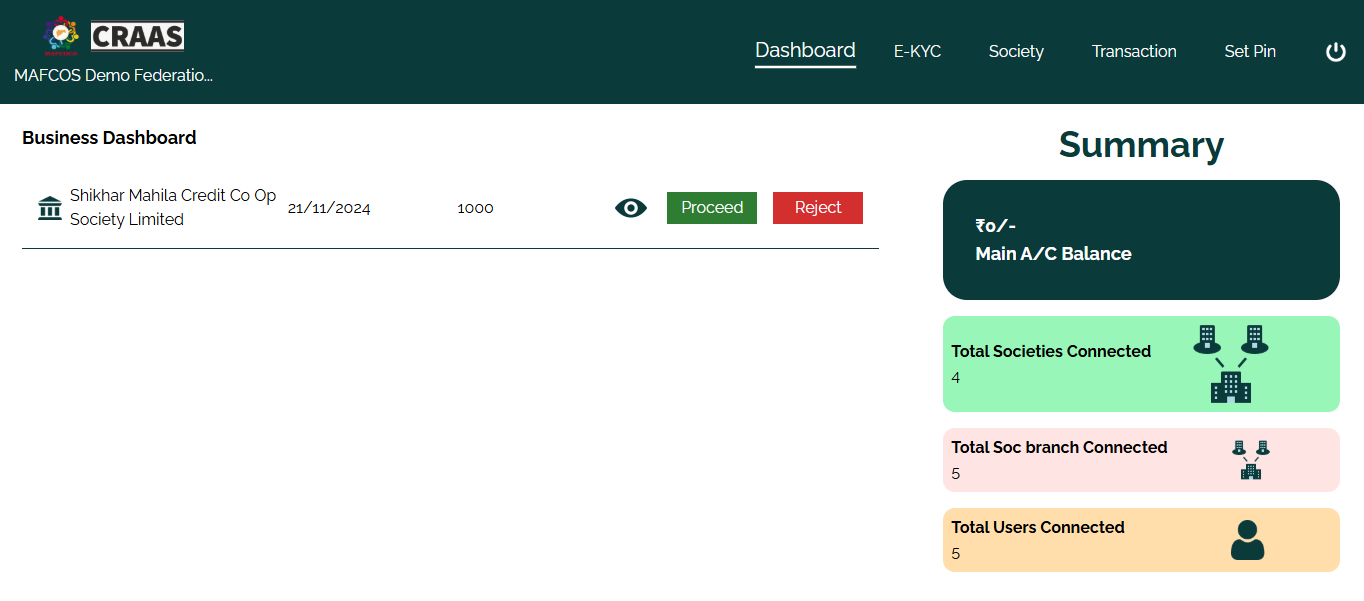 CRAAS
MAFCOS Demo Federatio...
Dashboard
E-KYC
Society
Transaction
Set Pin
Business Dashboard
Shikhar Mahila Credit Co Op
Society Limited
21/11/2024
1000
Proceed
Reject
Summary
₹0/-
Main A/C Balance
Total Societies Connected
4
Total Soc branch Connected
5
Total Users Connected
5